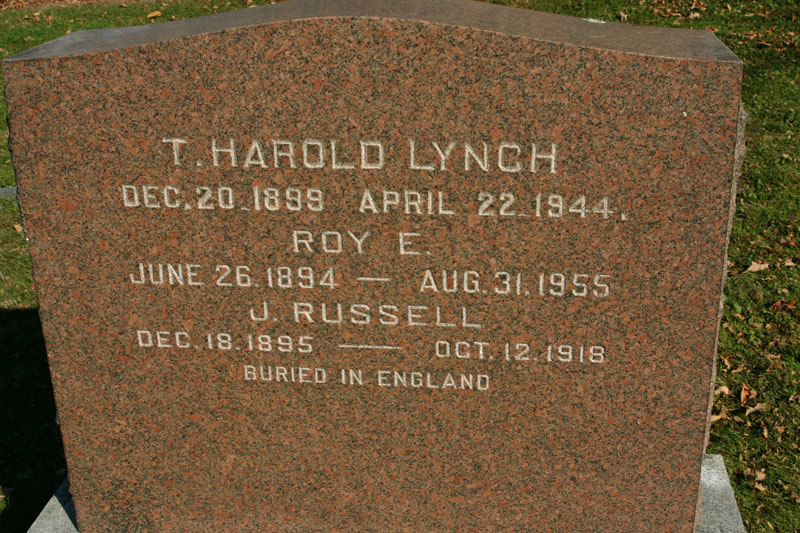 T. HAROLD LYNCH
DEC. 20. 1899 APRIL 22. 1944.
ROY E.
JUNE 26. 1894 — AUG. 31. 1955
J. RUSSELL
DEC. 18. 1895 — OCT. 12. 1918
BURIED IN ENGLAND